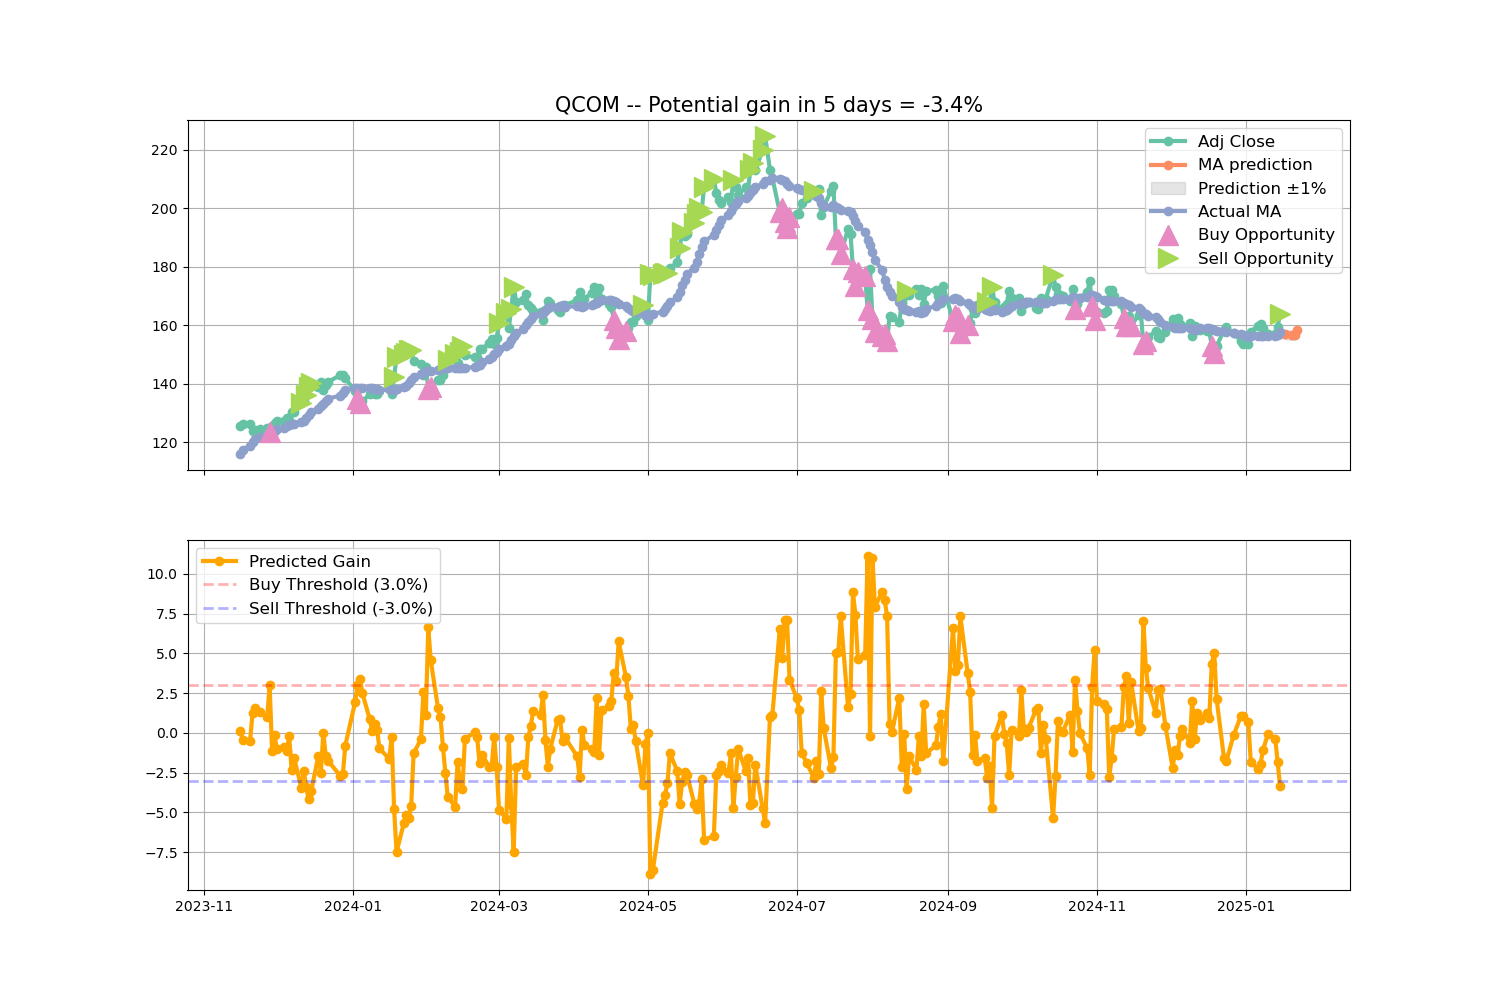 QCOM -- Potential gain in 5 days = -3.4%
220
200
180
160
140
120
Adj Close
MA prediction
Prediction ±1%
Actual MA
Buy Opportunity
Sell Opportunity
10.0
7.5
5.0
2.5
0.0
−2.5
−5.0
−7.5
Predicted Gain
Buy Threshold (3.0%)
Sell Threshold (-3.0%)
2023-11
2024-01
2024-03
2024-05
2024-07
2024-09
2024-11
2025-01